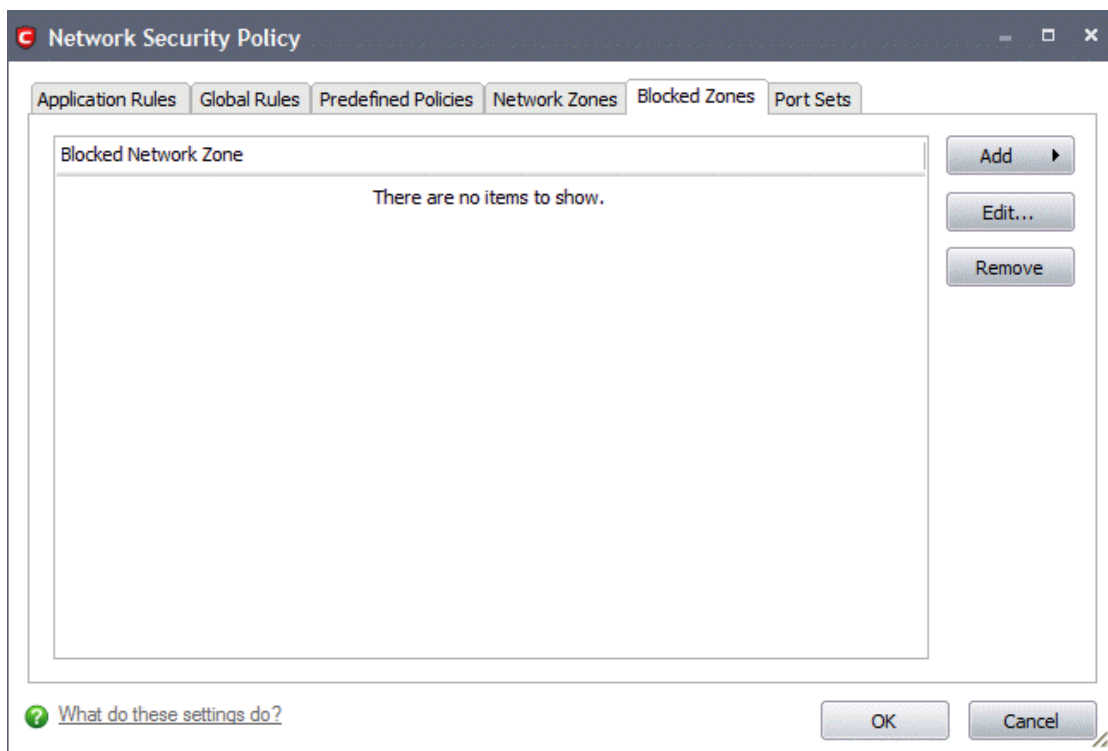 Network Security Policy
Application Rules Global Rules Predefined Policies Network Zones Blocked Zones Port Sets
Blocked Network Zone
There are no items to show.
Add
Edit...
Remove
What do these settings do?
OK Cancel